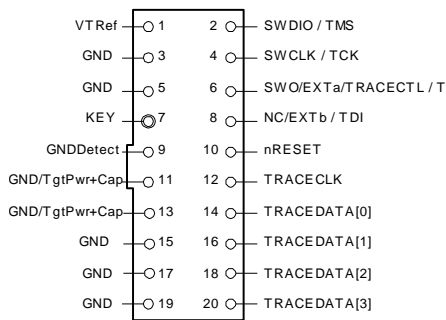 VTRef 1 2 SWDIO / TMS
GND 3 4 SWCLK / TCK
GND 5 6 SWO/EXTa/TRACECTL / T
KEY 7 8 NC/EXTb / TDI
GNDDetect 9 10 nRESET
GND/TgtPwr+Cap 11 12 TRACECLK
GND/TgtPwr+Cap 13 14 TRACEDATA[0]
GND 15 16 TRACEDATA[1]
GND 17 18 TRACEDATA[2]
GND 19 20 TRACEDATA[3]